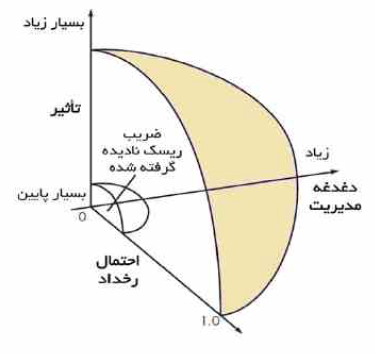 بسیار زیاد
تأثیر
ضریب
ریسک نادیده
گرفته شده
زیاد
دغدغه
مدیریت
بسیار پایین
0
احتمال
رخداد
1.0